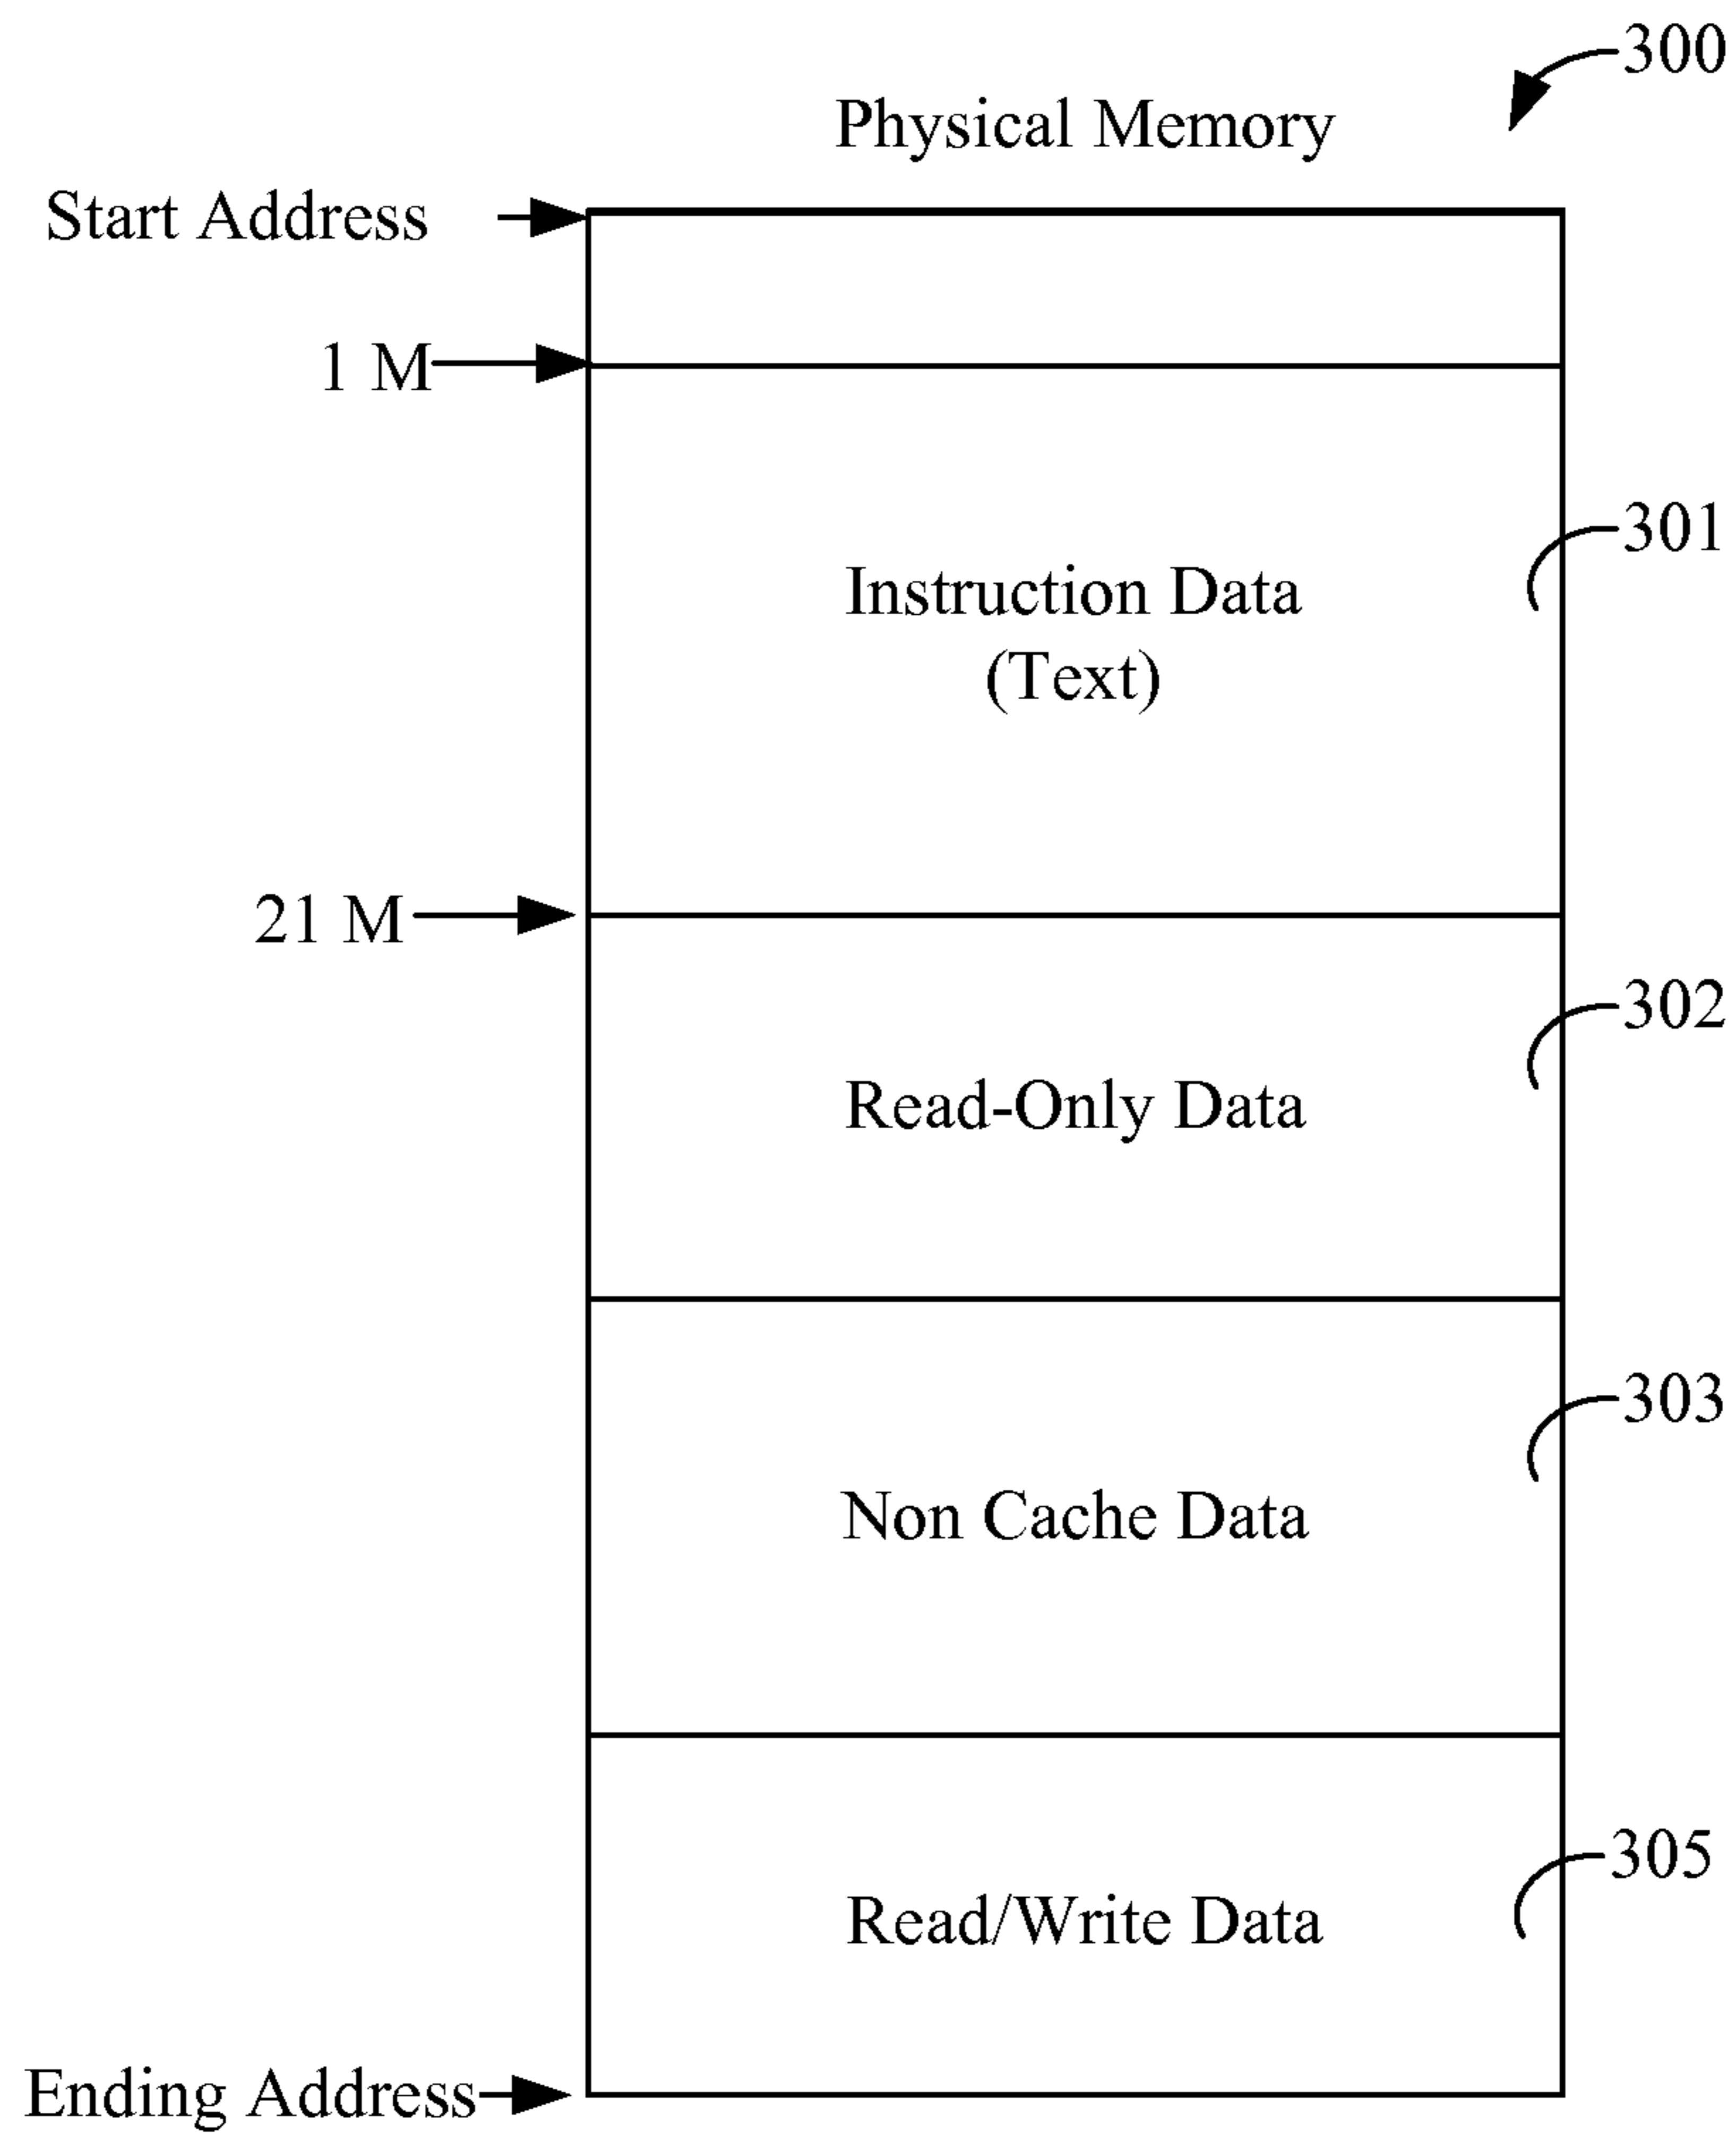 300
Physical Memory
Start Address
1 M
301
Instruction Data
(Text)
21 M
302
Read-Only Data
303
Non Cache Data
305
Read/Write Data
Ending Address